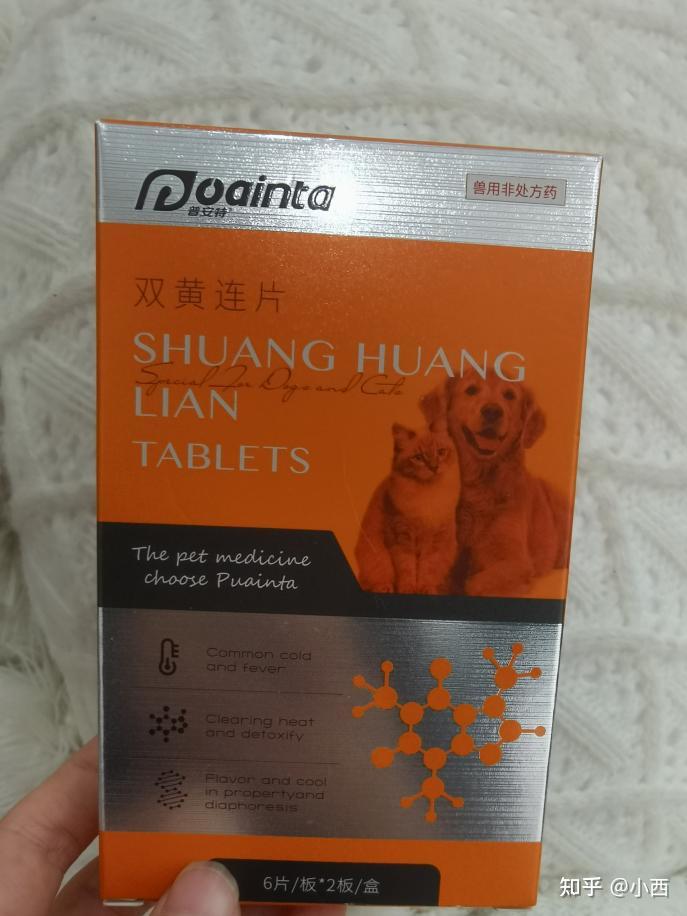 Puainta
普安特
兽用非处方药
双黄连片
SHUANG HUANG
Special For Dogs and Cats
LIAN
TABLETS
The pet medicine
choose Puainta
Common cold
and fever
Clearing heat
and detoxify
Flavor and cool
in propertyand
diaphoresis
6片/板*2板/盒
知乎 @小西